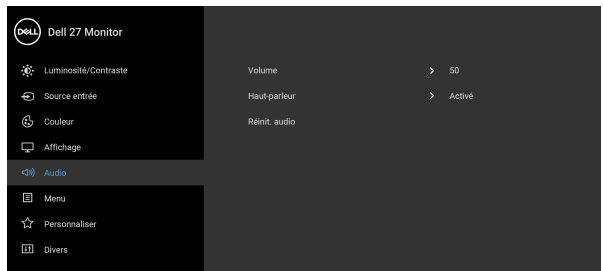 DELL Dell 27 Monitor
Luminosité/Contraste
Volume 50
Source entrée
Haut-parleur Activé
Couleur
Réinit. audio
Affichage
Audio
Menu
Personnaliser
Divers